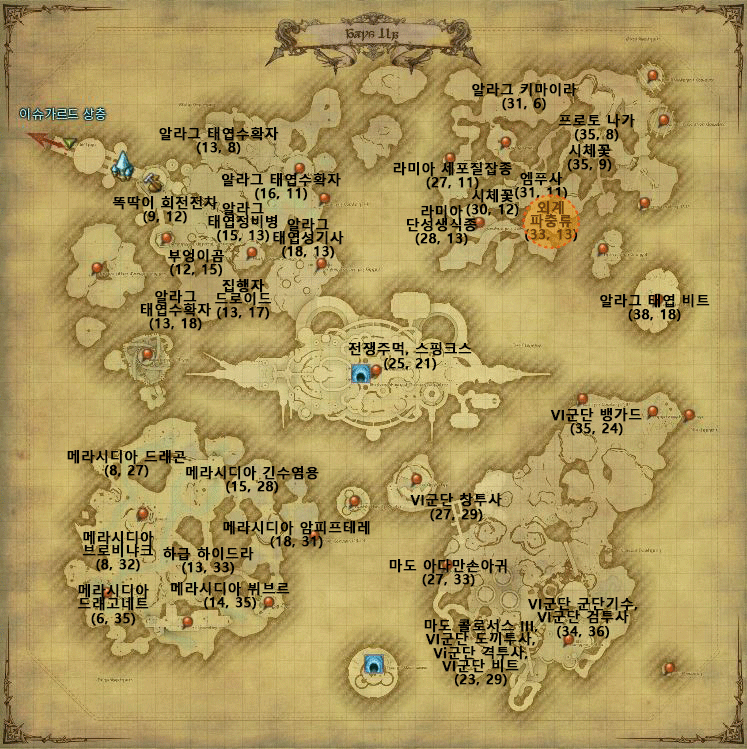 이슈가르드 상층
알라그 키마이라
(31, 6)
알라그 태엽수확자
(13, 8)
프로토 나가
(35, 8)
시체꽃
(35, 9)
라미아 세포질잡종
(27, 11)
알라그 태엽수확자
(16, 11)
엠푸사
(31, 11)
똑딱이 회전전차
(9, 12)
시체꽃
(30, 12)
알라그
태엽정비병
(15, 13)
알라그
태엽성기사
(18, 13)
라미아
단성생식종
(28, 13)
외계
파충류
(33, 13)
부엉이곰
(12, 15)
집행자
드로이드
(13, 17)
알라그
태엽수확자
(13, 18)
알라그 태엽 비트
(38, 18)
전쟁주먹, 스핑크스
(25, 21)
VI군단 뱅가드
(35, 24)
메라시디아 드래곤
(8, 27)
메라시디아 긴수염용
(15, 28)
VI군단 창투사
(27, 29)
메라시디아 암피프테레
(18, 31)
메라시디아
브로비냐크
(8, 32)
하급 하이드라
(13, 33)
마도 아다만손아귀
(27, 33)
메라시디아
드래고네트
(6, 35)
메라시디아 뷔브르
(14, 35)
VI군단 군단기수,
VI군단 검투사
(34, 36)
마도 콜로서스 III,
VI군단 도끼투사,
Vi군단 격투사,
VI군단 비트
(23, 29)